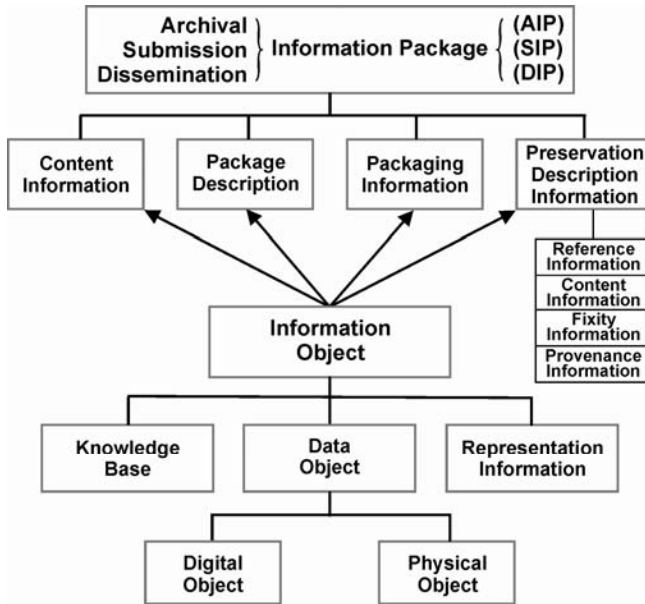 Archival
Submission
Dissemination
Information Package
(AIP)
(SIP)
(DIP)
Content
Information
Package
Description
Packaging
Information
Preservation
Description
Information
Reference
Information
Content
Information
Fixity
Information
Provenance
Information
Information
Object
Knowledge
Base
Data
Object
Representation
Information
Digital
Object
Physical
Object